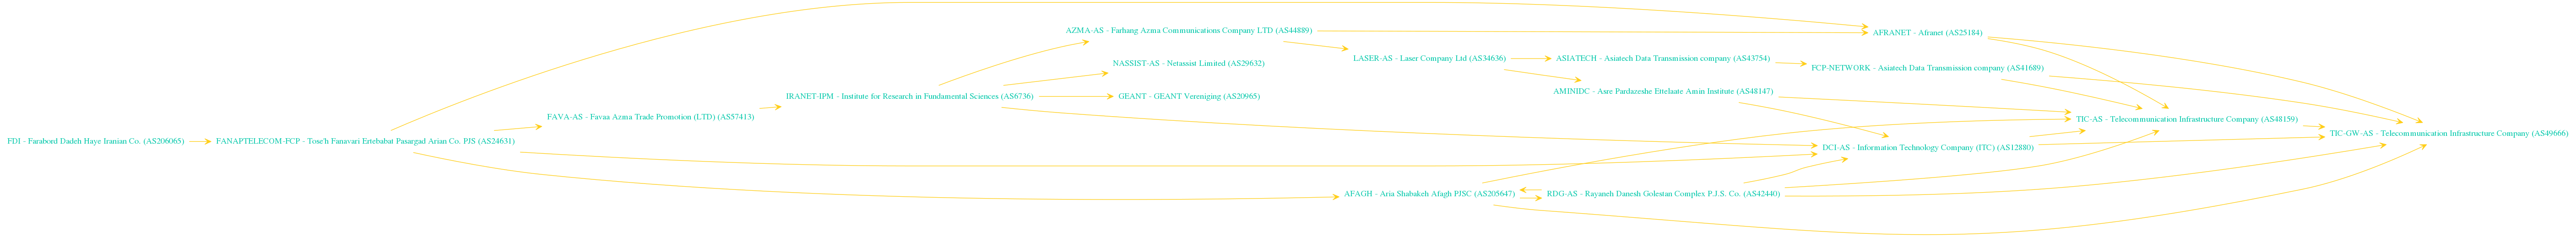 AZMA-AS - Farhang Azma Communications Company LTD (AS44889)
AFRANET - Afranet (AS25184)
LASER-AS - Laser Company Ltd (AS34636)
ASIATECH - Asiatech Data Transmission company (AS43754)
NASSIST-AS - Netassist Limited (AS29632)
FCP-NETWORK - Asiatech Data Transmission company (AS41689)
IRANET-IPM - Institute for Research in Fundamental Sciences (AS6736)
GEANT - GEANT Vereniging (AS20965)
AMINIDC - Asre Pardazeshe Ettelaate Amin Institute (AS48147)
FAVA-AS - Favaa Azma Trade Promotion (LTD) (AS57413)
TIC-AS - Telecommunication Infrastructure Company (AS48159)
TIC-GW-AS - Telecommunication Infrastructure Company (AS49666)
FDI - Farabord Dadeh Haye Iranian Co. (AS206065)
FANAPTELECOM-FCP - Tose'h Fanavari Ertebabat Pasargad Arian Co. PJS (AS24631)
DCI-AS - Information Technology Company (ITC) (AS12880)
AFAGH - Aria Shabakeh Afagh PJSC (AS205647)
RDG-AS - Rayaneh Danesh Golestan Complex P.J.S. Co. (AS42440)